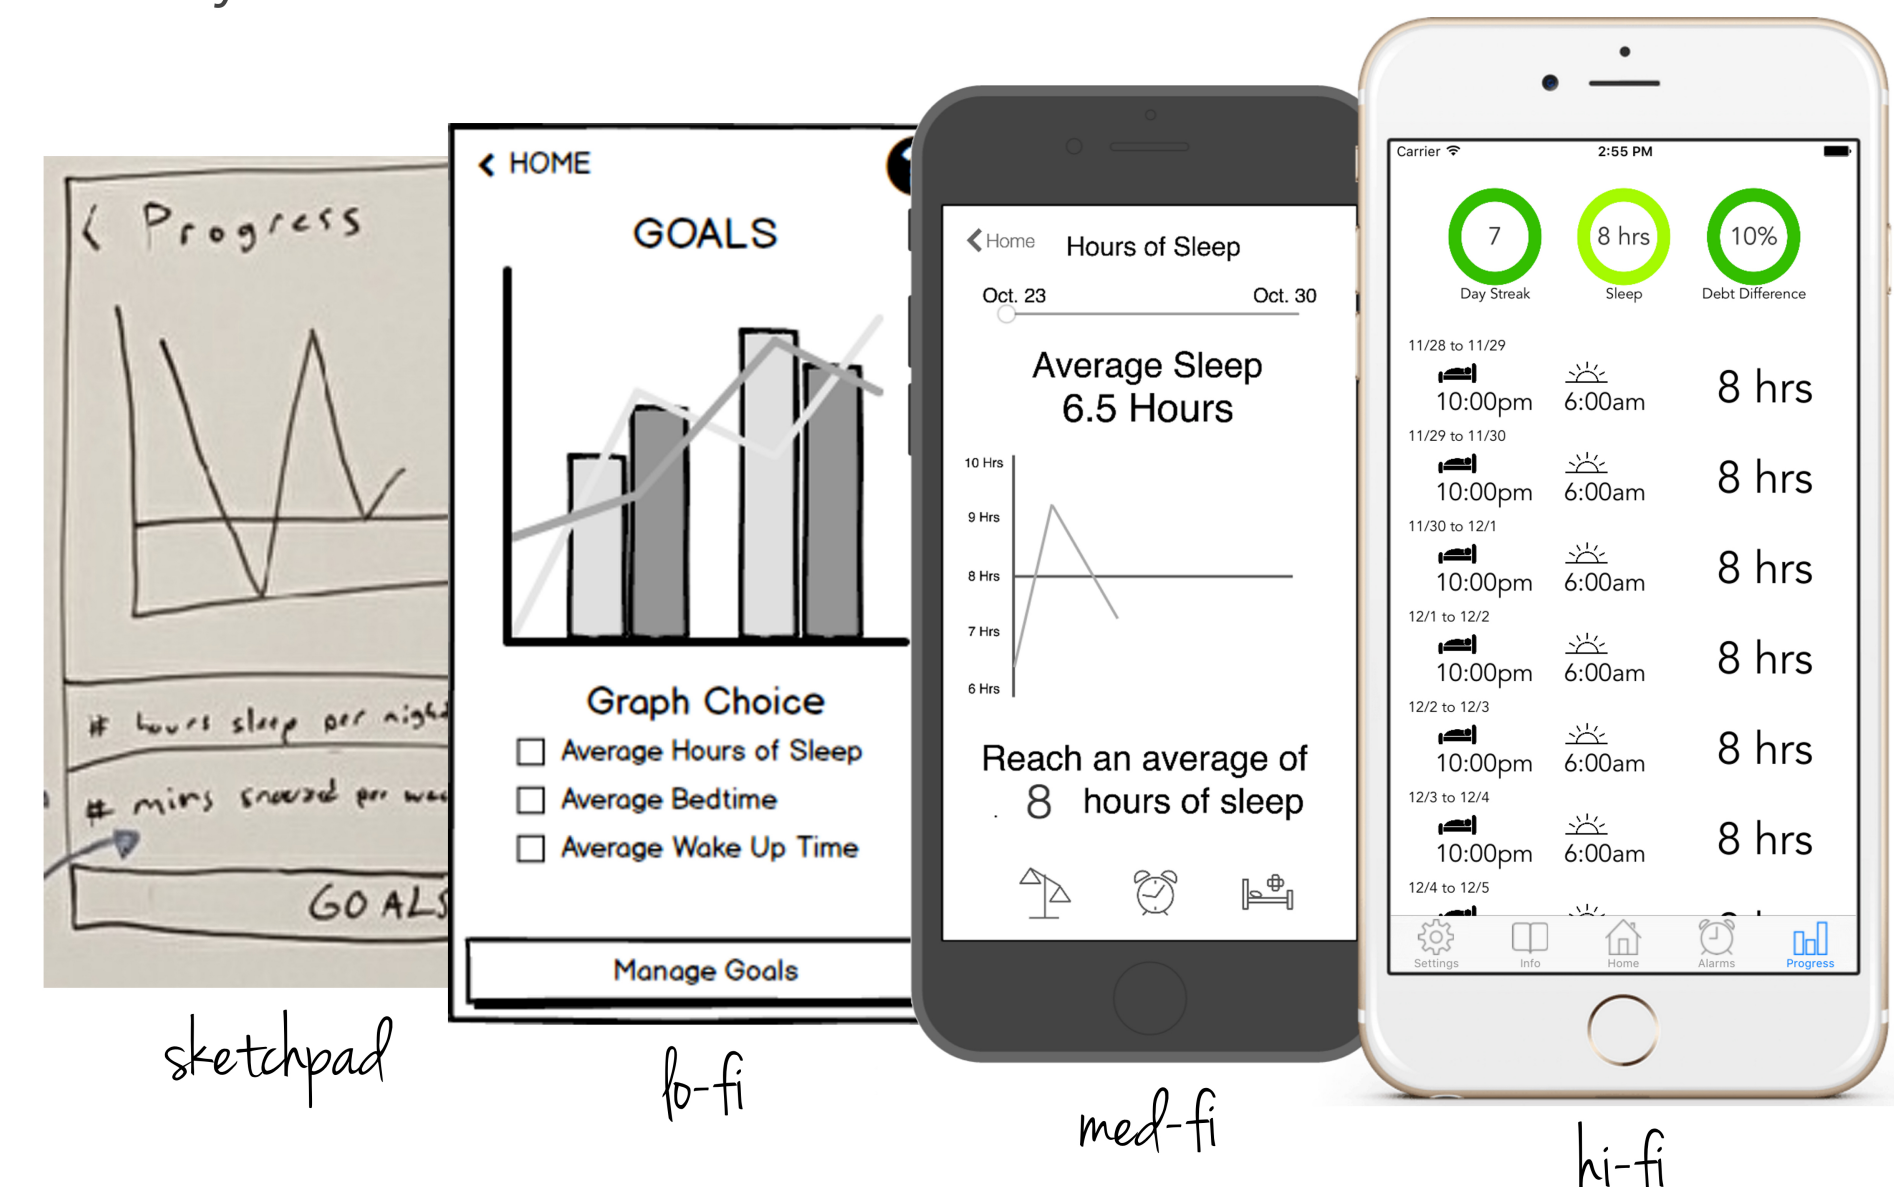 < Progress
# hours sleep per night
# mins snoozed per wee
GOALS
sketchpad
HOME
GOALS
Graph Choice
Average Hours of Sleep
Average Bedtime
Average Wake Up Time
Manage Goals
lo-fi
Home
Hours of Sleep
Oct. 23 Oct. 30
Average Sleep
6.5 Hours
10 Hrs
9 Hrs
8 Hrs
7 Hrs
6 Hrs
Reach an average of
8 hours of sleep
med-fi
Carrier 2:55 PM
7 8 hrs 10%
Day Streak Sleep Debt Difference
11/28 to 11/29
10:00pm 6:00am 8 hrs
11/29 to 11/30
10:00pm 6:00am 8 hrs
11/30 to 12/1
10:00pm 6:00am 8 hrs
12/1 to 12/2
10:00pm 6:00am 8 hrs
12/2 to 12/3
10:00pm 6:00am 8 hrs
12/3 to 12/4
10:00pm 6:00am 8 hrs
12/4 to 12/5
Settings Info Home Alarms Progress
hi-fi